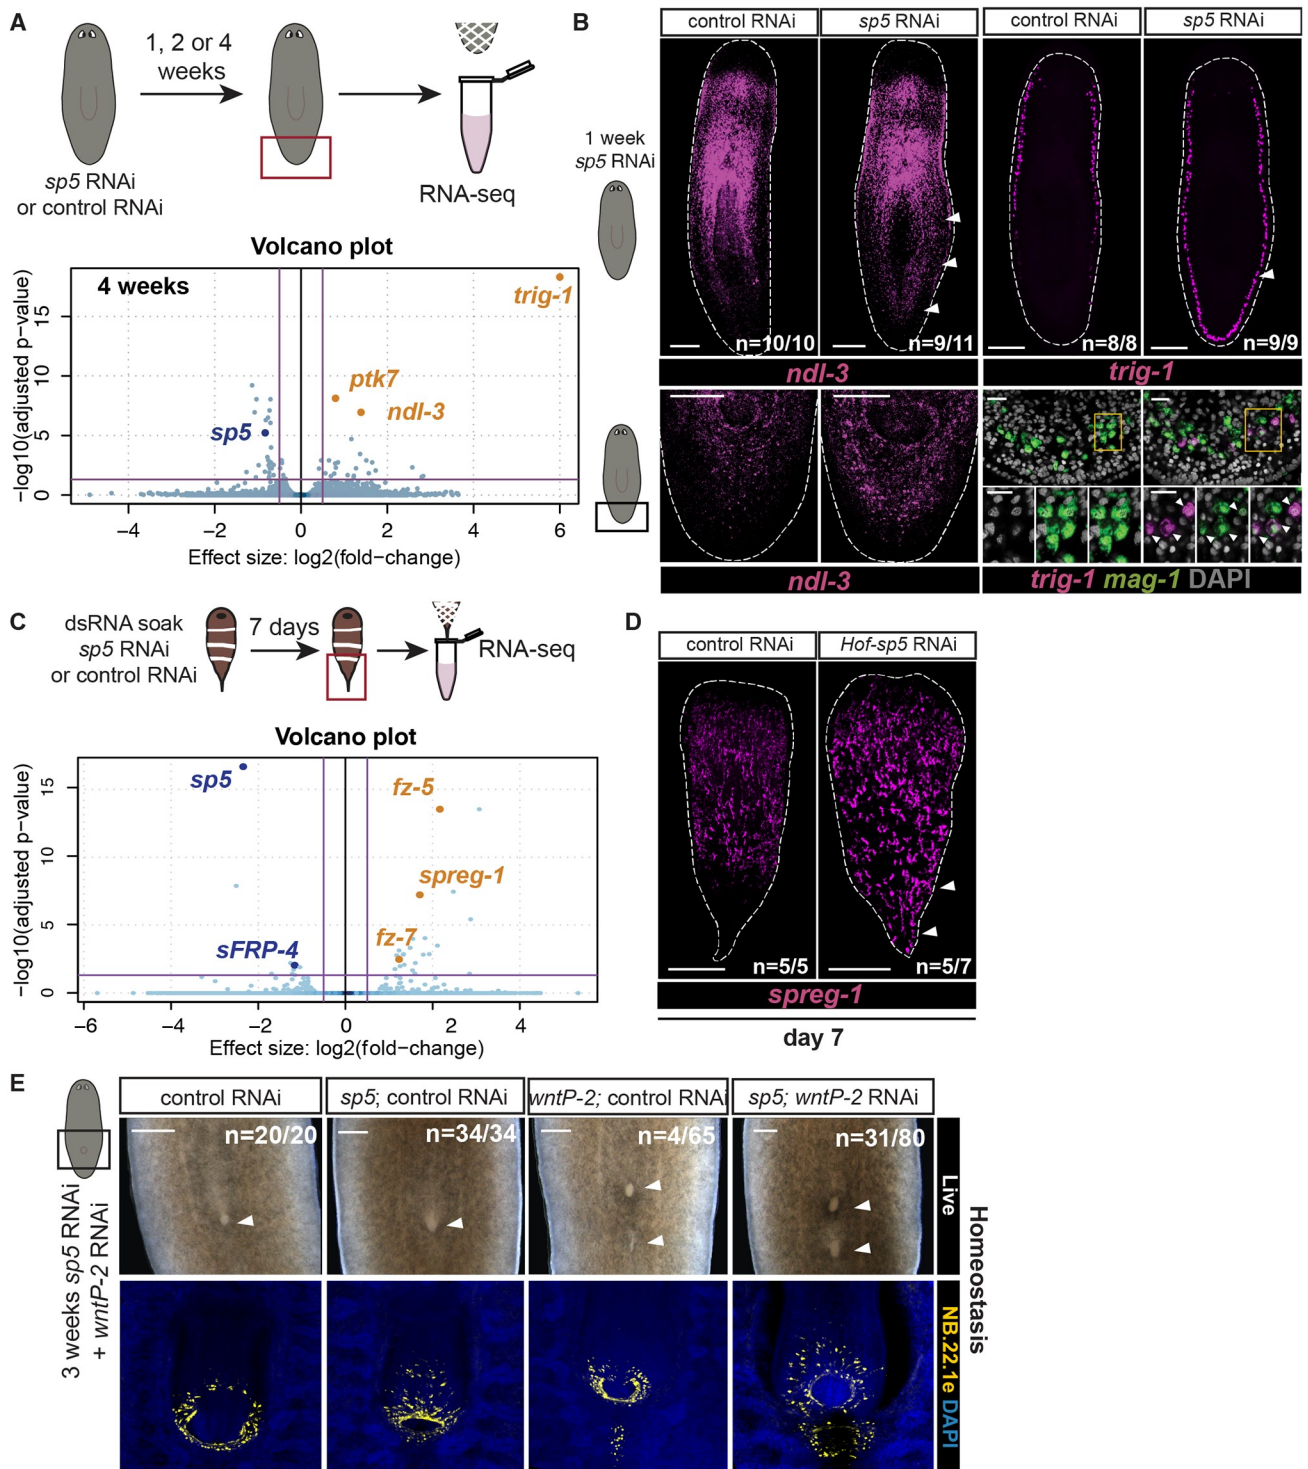 A
1, 2 or 4
weeks
sp5 RNAi
or control RNAi
RNA-seq
Volcano plot
4 weeks
trig-1
ptk7
ndl-3
sp5
−log10(adjusted p−value)
15
10
5
0
−4
−2
0
2
4
6
Effect size: log2(fold−change)
B
control RNAi
sp5 RNAi
control RNAi
sp5 RNAi
1 week
sp5 RNAi
n=10/10
n=9/11
n=8/8
n=9/9
ndl-3
trig-1
ndl-3
trig-1 mag-1 DAPI
C
dsRNA soak
sp5 RNAi
or control RNAi
7 days
RNA-seq
Volcano plot
sp5
fz-5
spreg-1
sFRP-4
fz-7
−log10(adjusted p−value)
15
10
5
0
−6
−4
−2
0
2
4
Effect size: log2(fold−change)
D
control RNAi
Hof-sp5 RNAi
n=5/5
n=5/7
spreg-1
day 7
E
3 weeks sp5 RNAi
+ wntP-2 RNAi
control RNAi
sp5; control RNAi
wntP-2; control RNAi
sp5; wntP-2 RNAi
n=20/20
n=34/34
n=4/65
n=31/80
Live
NB.22.1e DAPI
Homeostasis